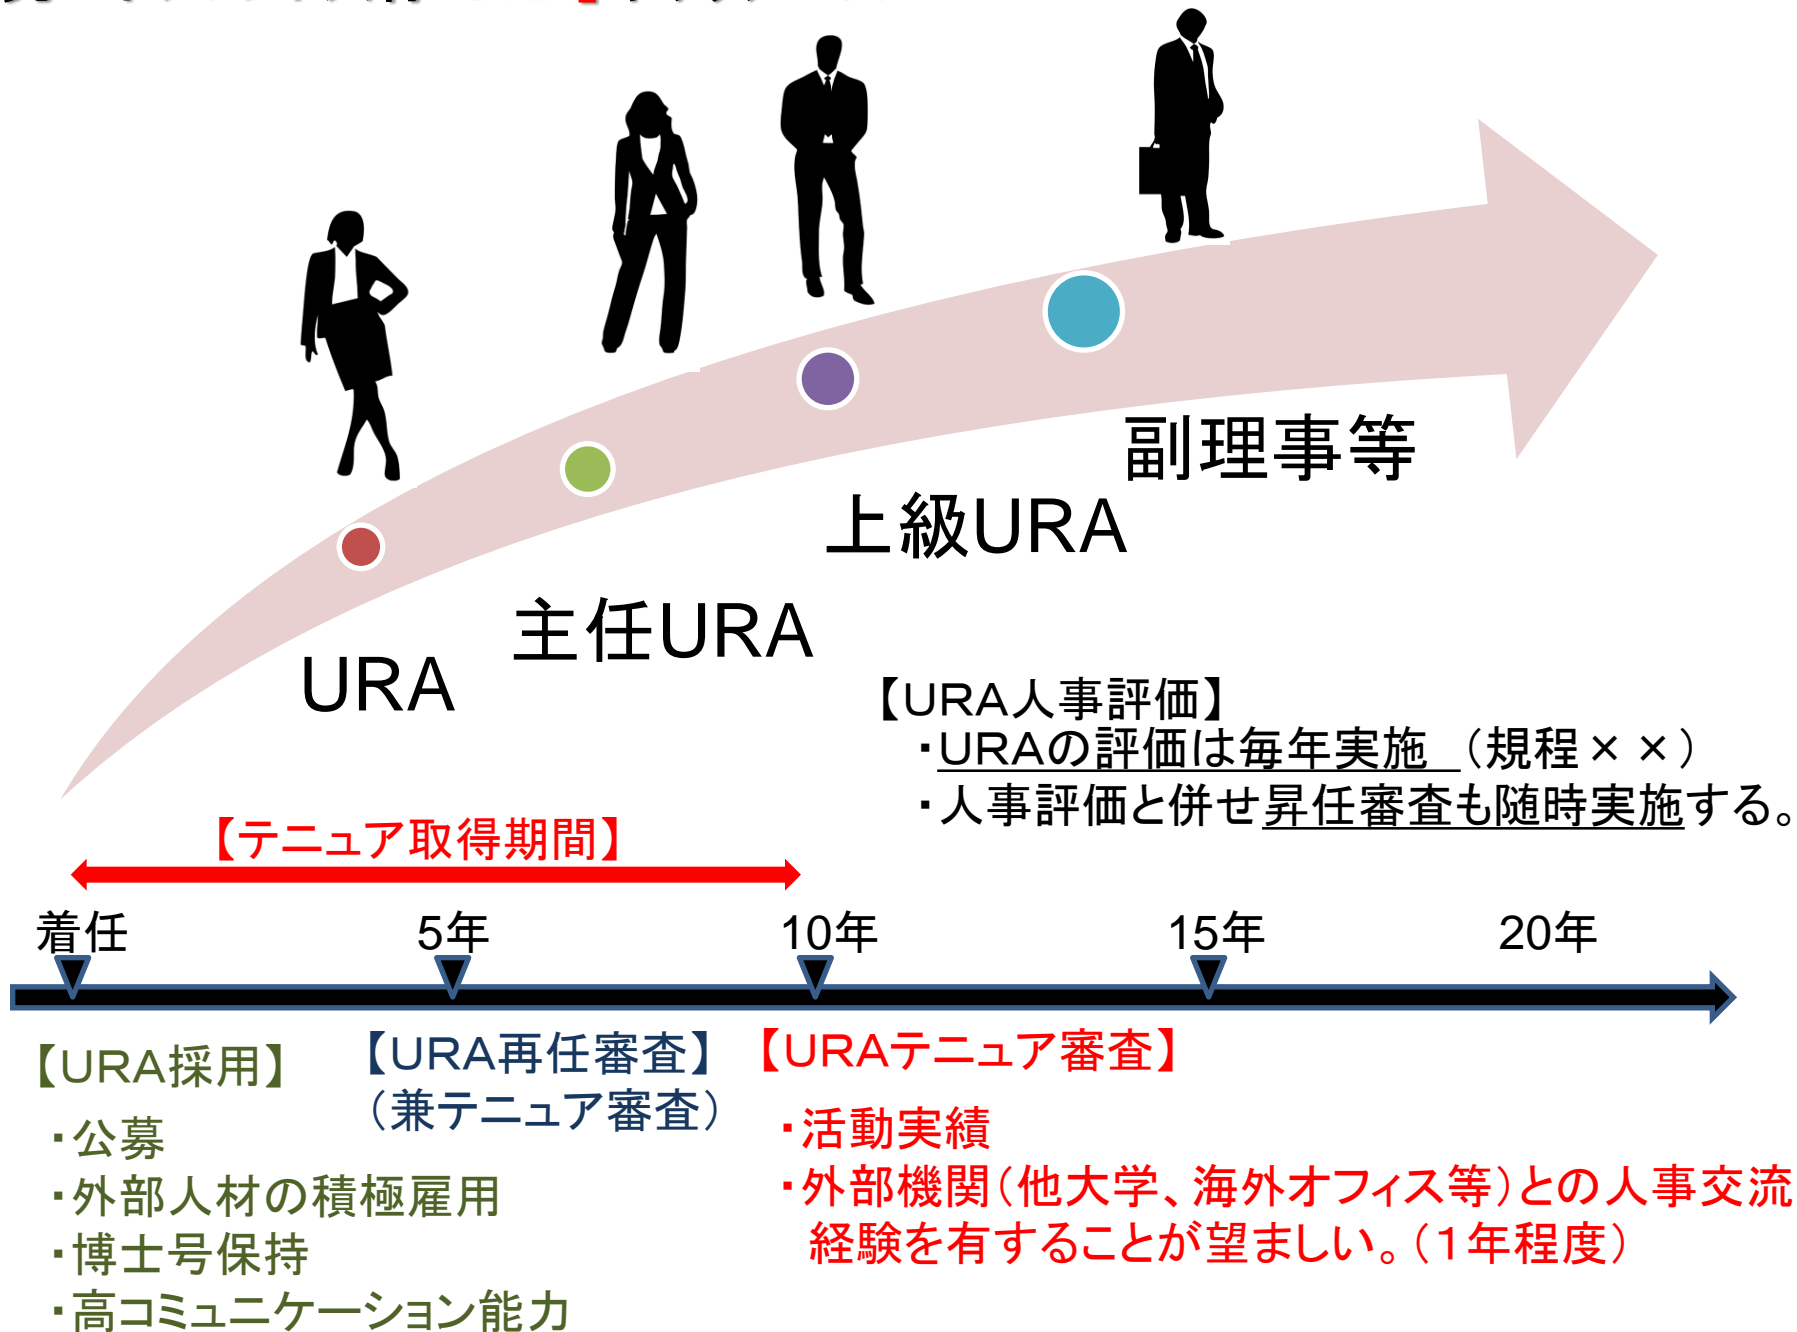 副理事等
上級URA
主任URA
URA
【URA人事評価】
・URAの評価は毎年実施 （規程××）
・人事評価と併せ昇任審査も随時実施する。
【テニュア取得期間】
着任 5年 10年 15年 20年
【URA採用】
・公募
・外部人材の積極雇用
・博士号保持
・高コミュニケーション能力
【URA再任審査】
（兼テニュア審査）
【URAテニュア審査】
・活動実績
・外部機関（他大学、海外オフィス等）との人事交流
経験を有することが望ましい。（１年程度）